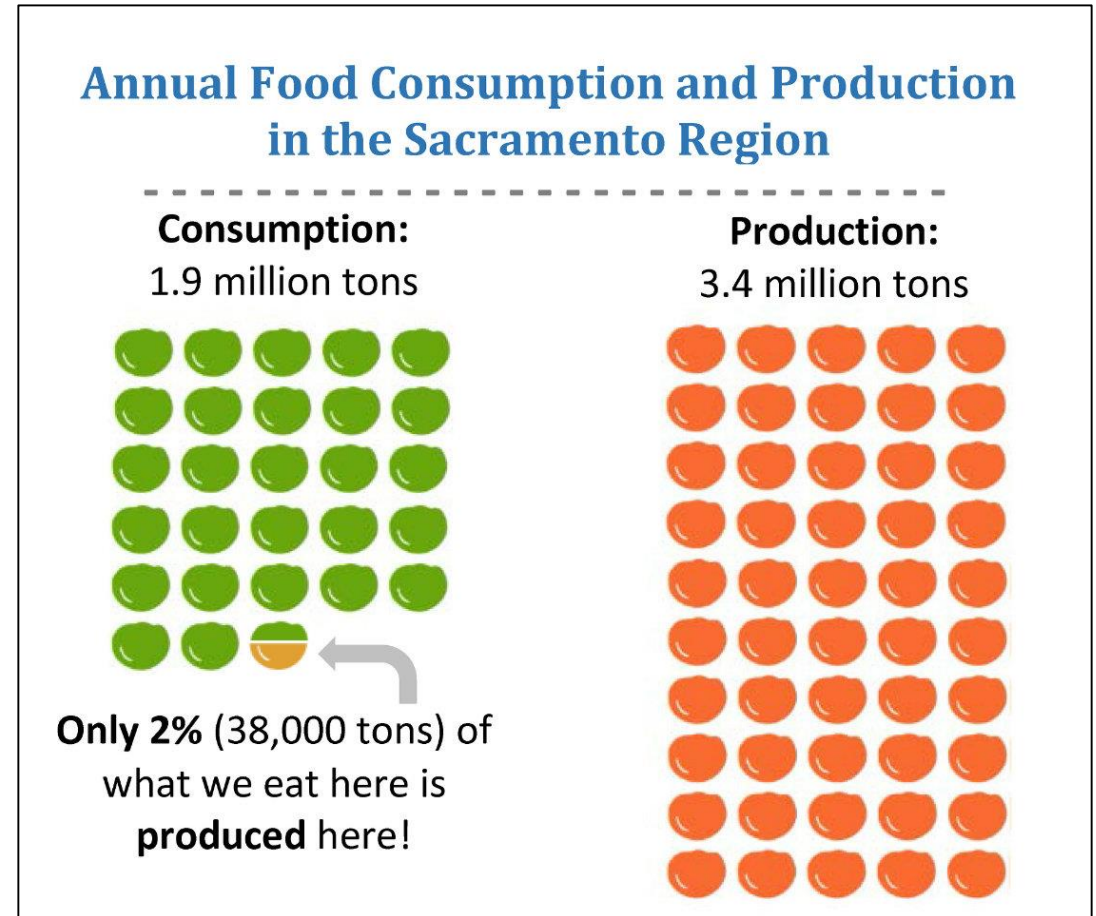 Annual Food Consumption and Production
in the Sacramento Region
Consumption:
1.9 million tons
Only 2% (38,000 tons) of
what we eat here is
produced here!
Production:
3.4 million tons